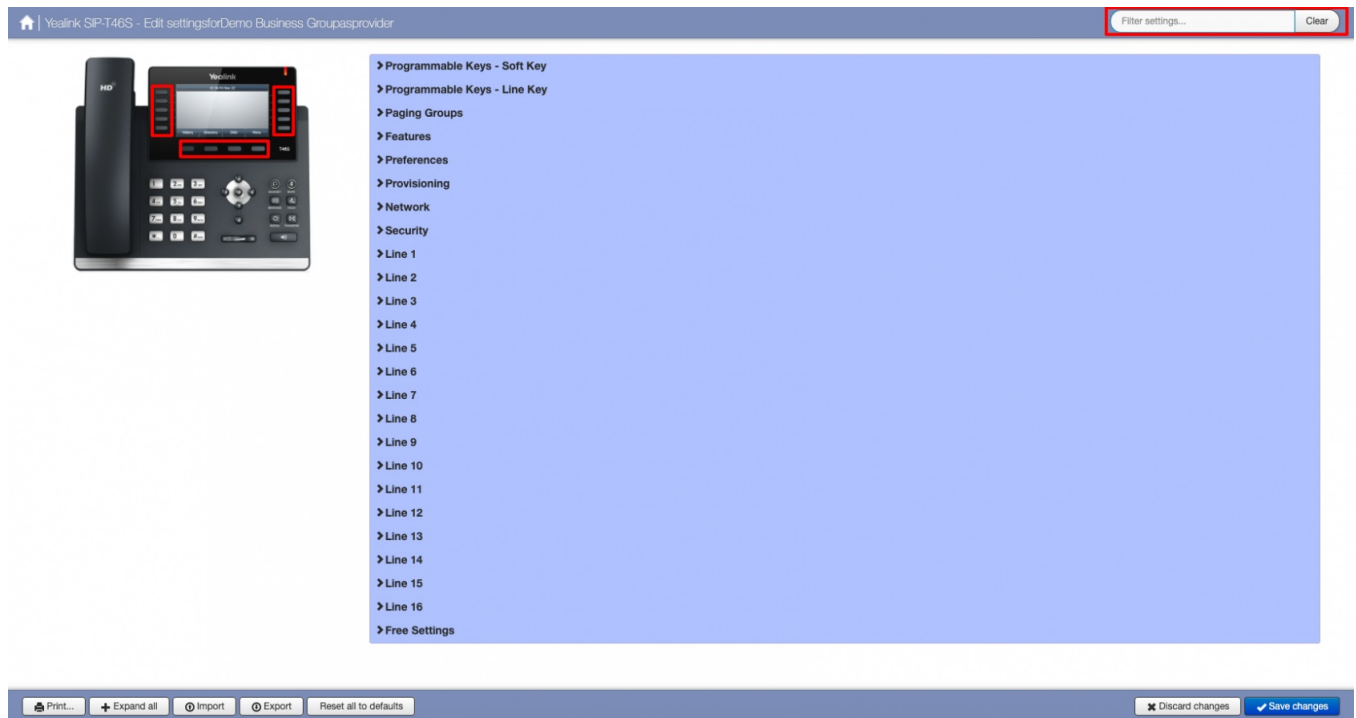 Yealink SIP-T46S - Edit settingsforDemo Business Groupasprovider
Filter settings...
Clear
HD
Yealink
T46S
Programmable Keys - Soft Key
Programmable Keys - Line Key
Paging Groups
Features
Preferences
Provisioning
Network
Security
Line 1
Line 2
Line 3
Line 4
Line 5
Line 6
Line 7
Line 8
Line 9
Line 10
Line 11
Line 12
Line 13
Line 14
Line 15
Line 16
Free Settings
Print...
Expand all
Import
Export
Reset all to defaults
Discard changes
Save changes